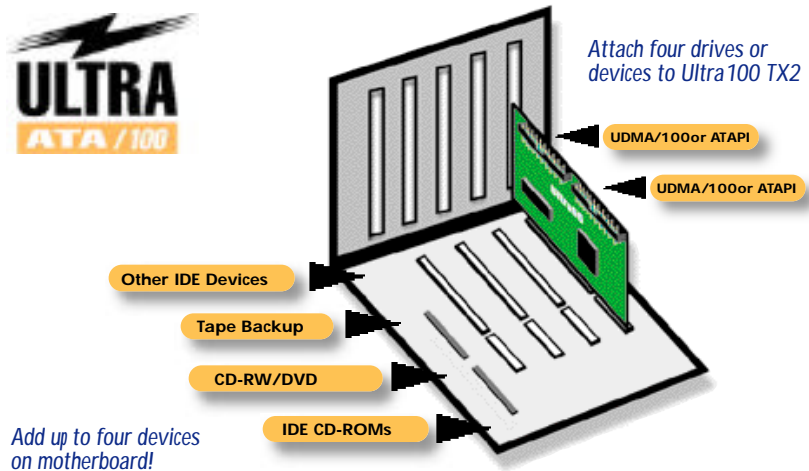 ULTRA
ATA / 100
Attach four drives or
devices to Ultra100 TX2
UDMA/100or ATAPI
UDMA/100or ATAPI
Other IDE Devices
Tape Backup
CD-RW/DVD
IDE CD-ROMs
Add up to four devices
on motherboard!